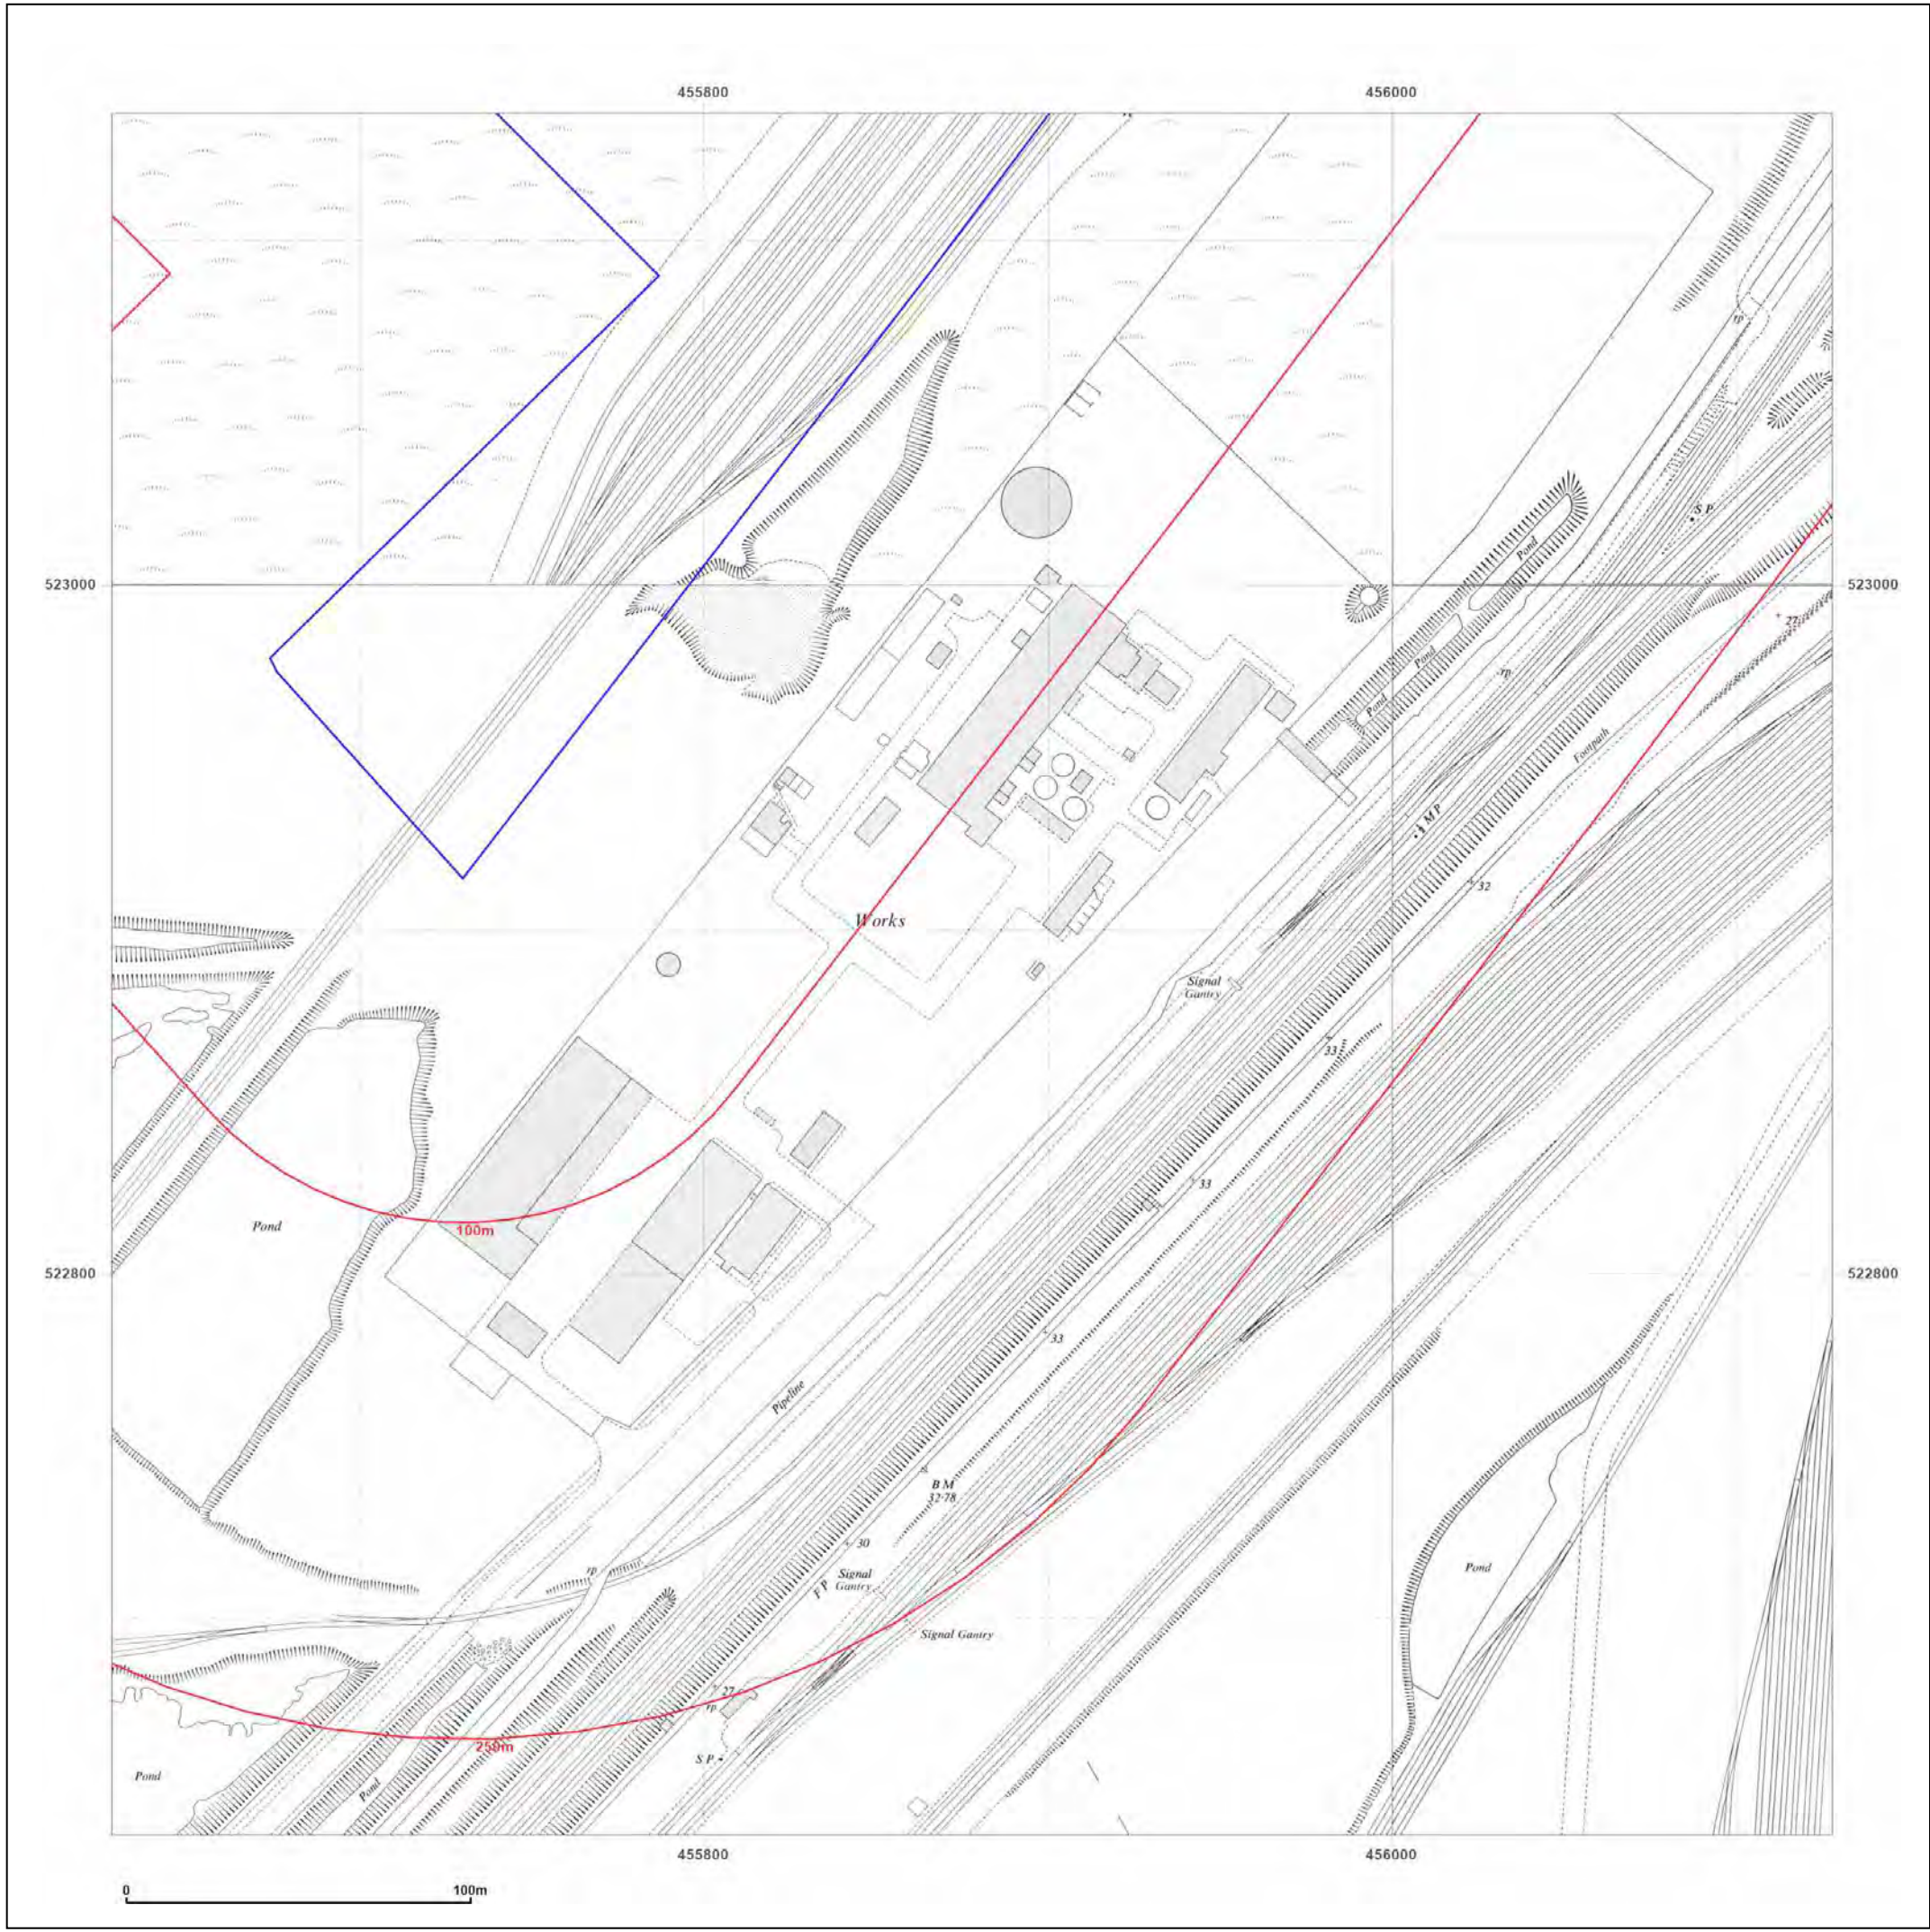 455800
456000
rp
S P
Pond
523000
523000
27
Pond
rp
Pond
Footpath
M P
32
Works
Signal
Gantry
33
33
Pond
100m
522800
522800
33
Pipeline
B M
32·78
30
rp
Signal
Gantry
F P
Pond
Signal Gantry
27
rp
250m
S P
Pond
Pond
455800
456000
0
100m